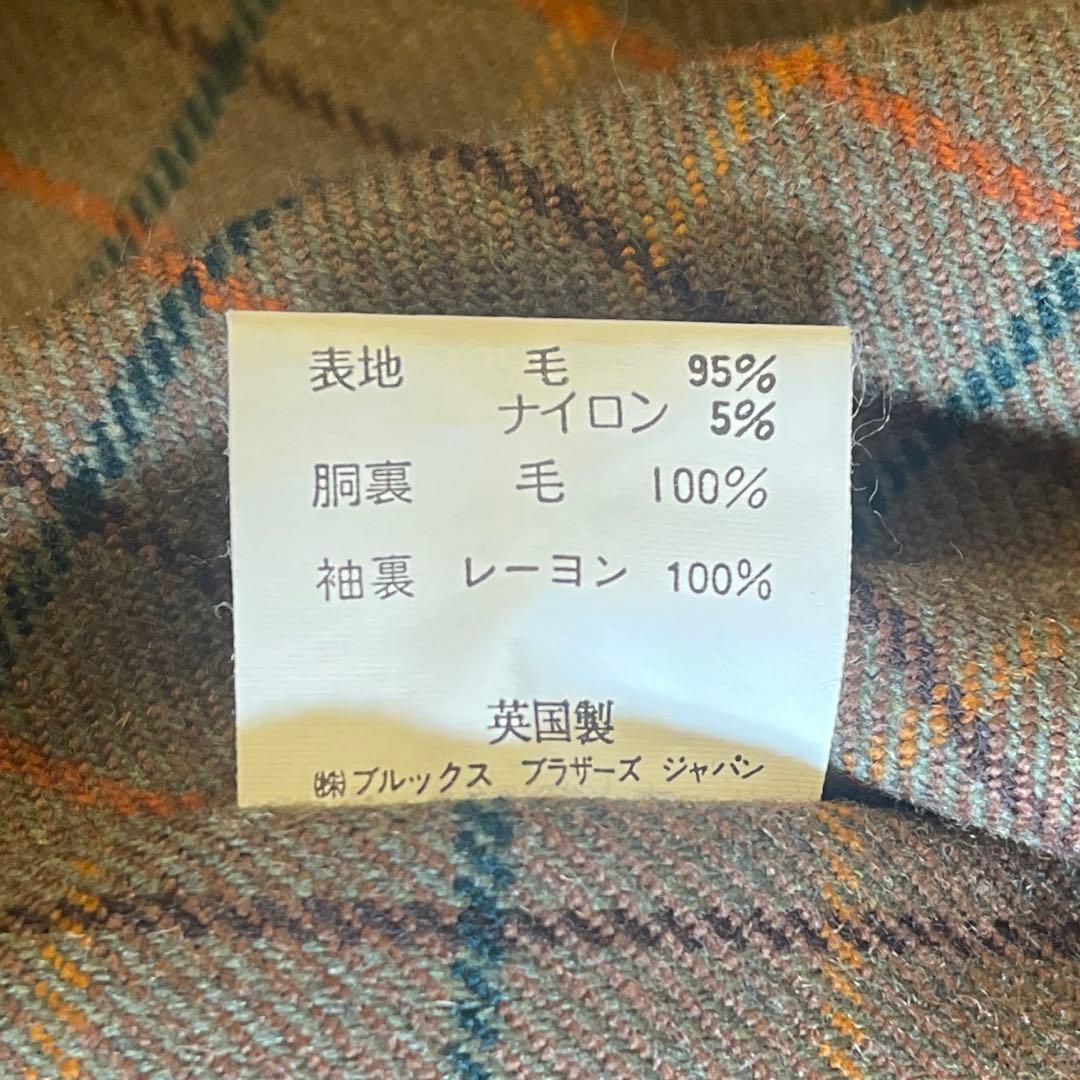 表地 毛 95%
ナイロン 5%
胴裏 毛 100%
袖裏 レーヨン 100%
英国製
㈱ブルックス ブラザーズ ジャパン